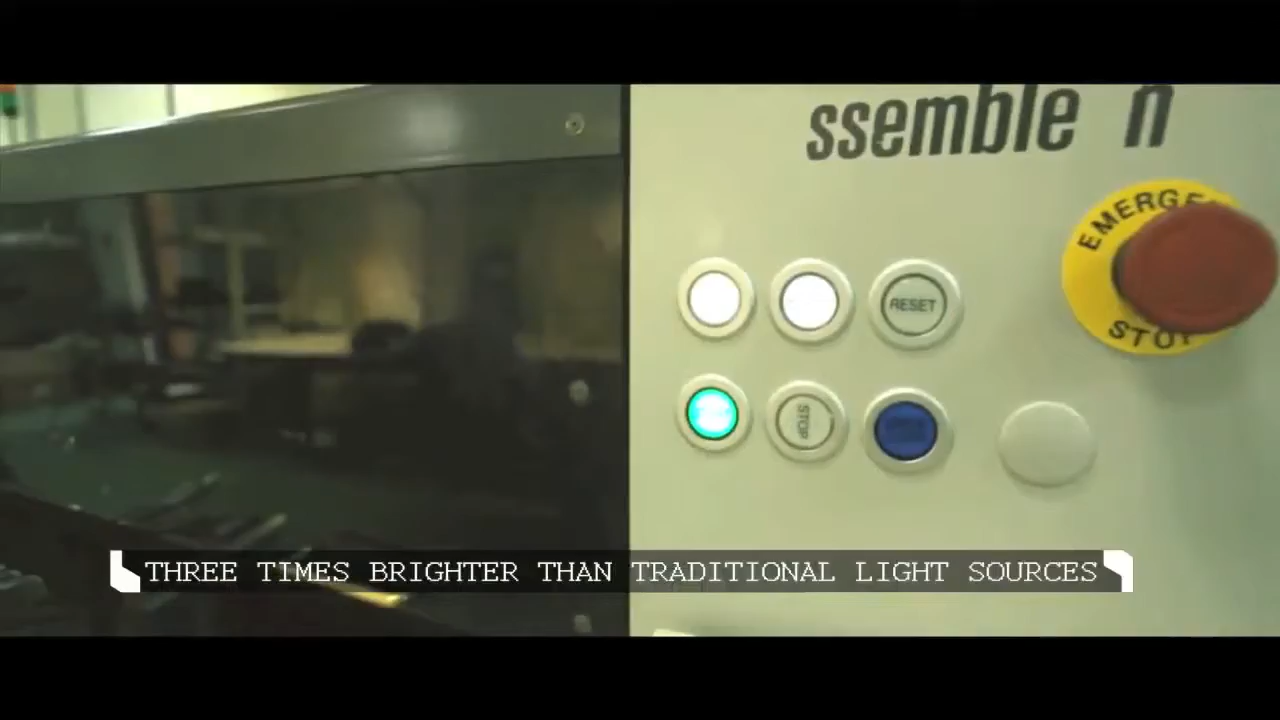 ssemble n
EMERGE
RESET
STOP
STOP
THREE TIMES BRIGHTER THAN TRADITIONAL LIGHT SOURCES